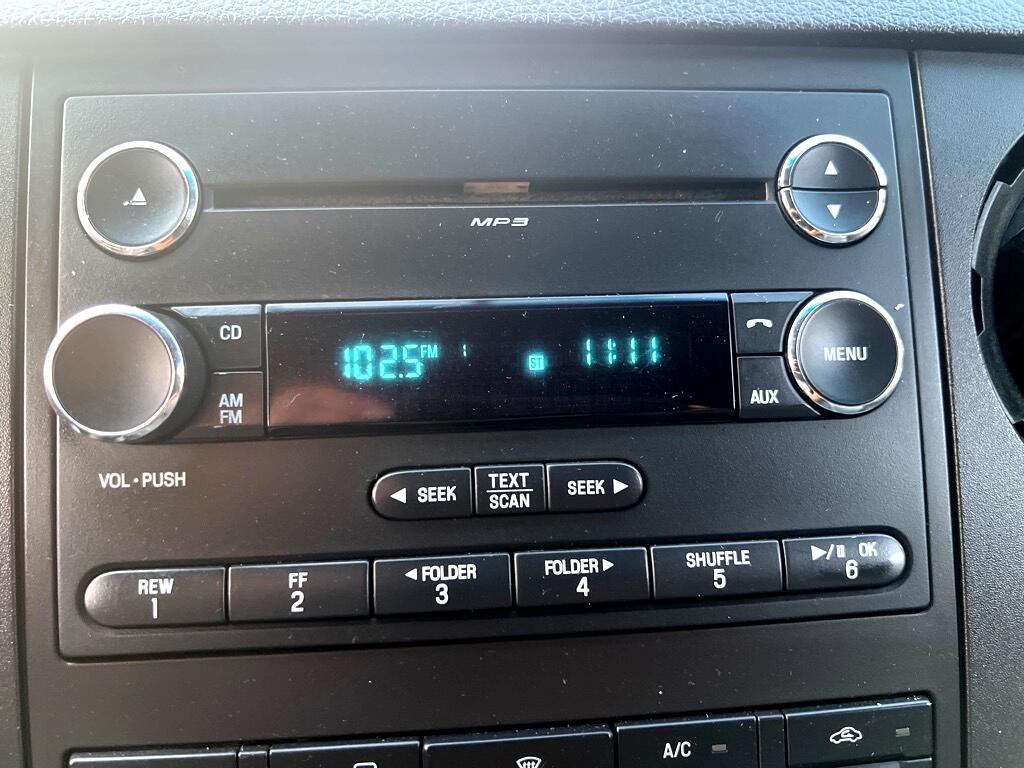 MP3
CD
AM
FM
102.5 FM 1 ST 11:11
MENU
AUX
VOL • PUSH
◀ SEEK
TEXT
SCAN
SEEK ▶
REW
1
FF
2
◀ FOLDER
3
FOLDER ▶
4
SHUFFLE
5
▶/II OK
6
A/C